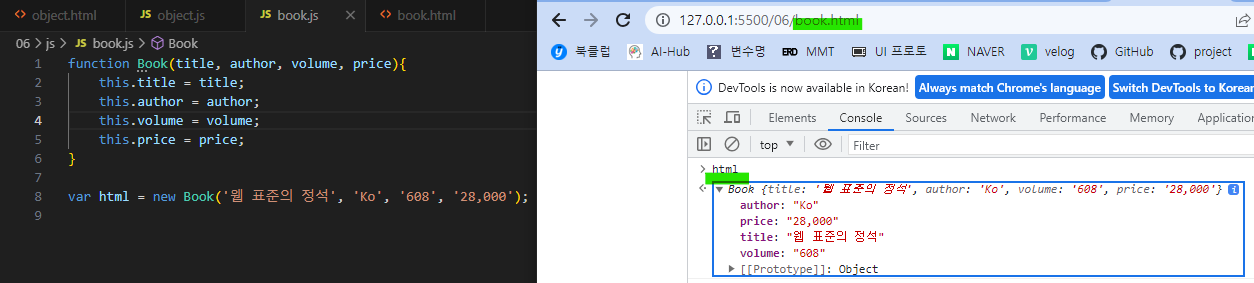 object.html
object.js
book.js
book.html
06 > js > book.js > Book
1 function Book(title, author, volume, price){
2 this.title = title;
3 this.author = author;
4 this.volume = volume;
5 this.price = price;
6 }
7
8 var html = new Book('웹 표준의 정석', 'Ko', '608', '28,000');
9
127.0.0.1:5500/06/book.html
북클럽
AI-Hub
변수명
ERD MMT
UI 프로토
N NAVER
V velog
GitHub
project
N
DevTools is now available in Korean!
Always match Chrome's language
Switch DevTools to Korean
Elements
Console
Sources
Network
Performance
Memory
Application
top
Filter
> html
Book {title: '웹 표준의 정석', author: 'Ko', volume: '608', price: '28,000'}
author: "Ko"
price: "28,000"
title: "웹 표준의 정석"
volume: "608"
[[Prototype]]: Object